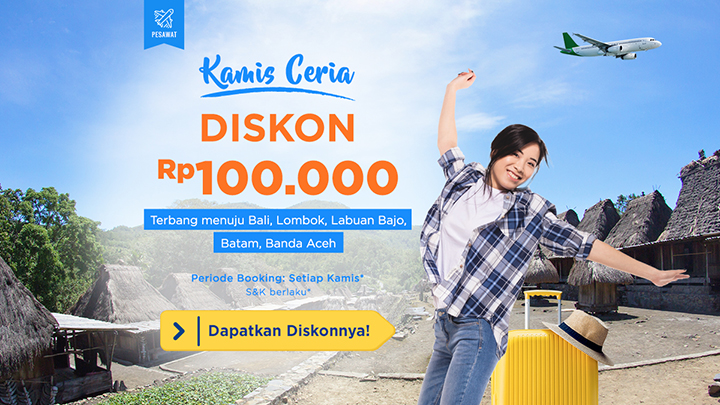 PESAWAT
Kamis Ceria
DISKON
Rp100.000
Terbang menuju Bali, Lombok, Labuan Bajo,
Batam, Banda Aceh
Periode Booking: Setiap Kamis*
S&K berlaku*
Dapatkan Diskonnya!